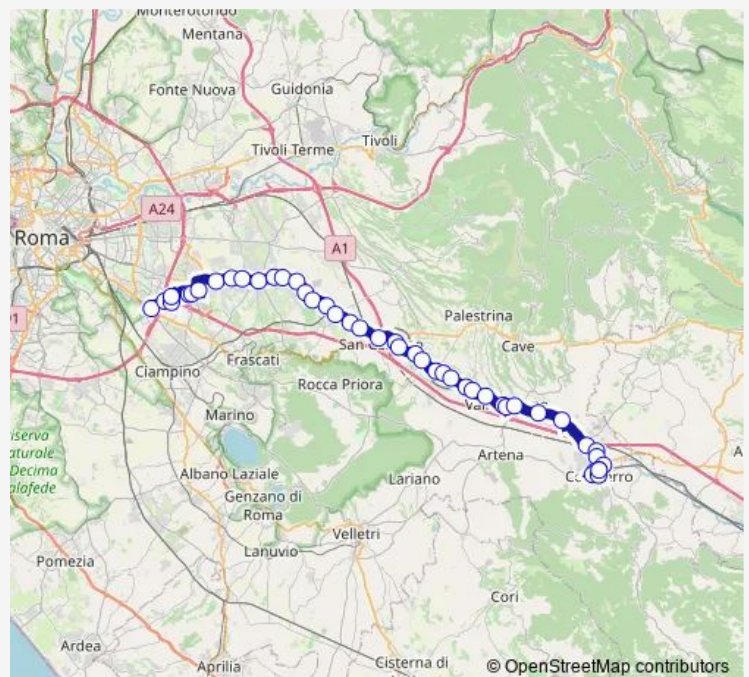 Monterotondo
Mentana
Fonte Nuova
Guidonia
Tivoli Terme
Tivoli
A24
Roma
A1
Palestrina
San
Cave
Frascati
Ciampino
Rocca Priora
Marino
Artena
Albano Laziale
Lariano
Genzano di
Roma
Velletri
Lanuvio
Pomezia
Cori
Ardea
Aprilia
Cisterna di
© OpenStreetMap contributors